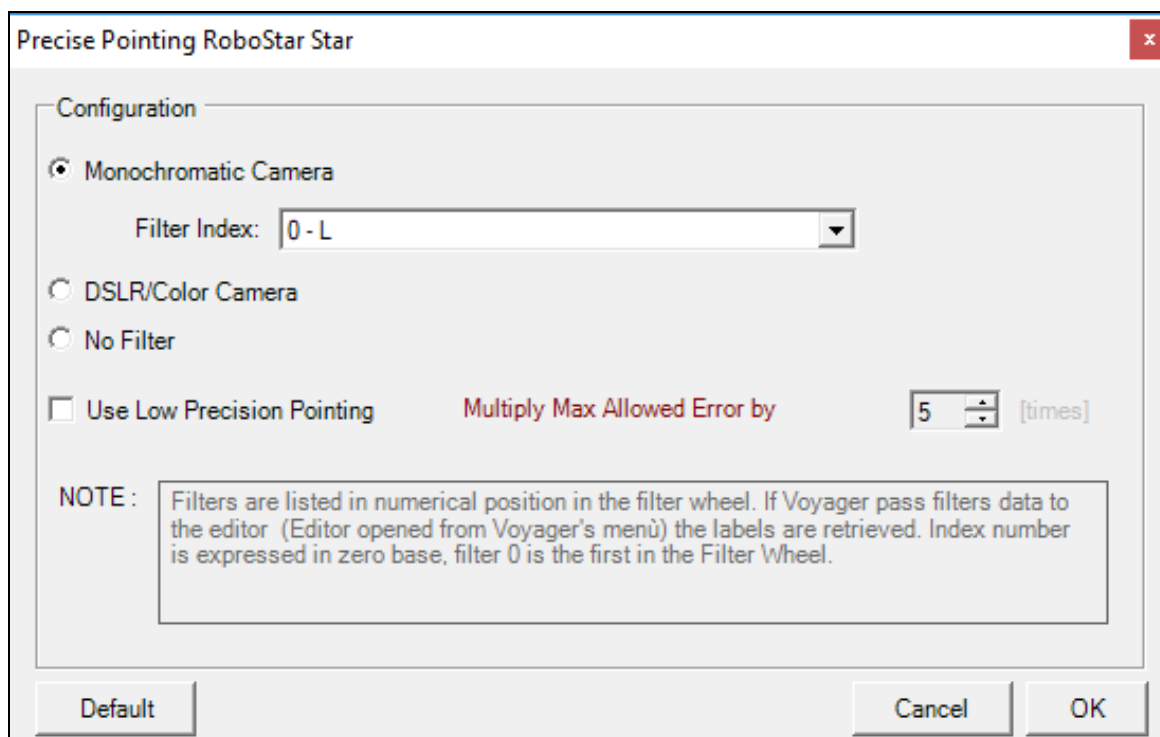 Precise Pointing RoboStar Star
x
Configuration
Monochromatic Camera
Filter Index: 0 - L
DSLR/Color Camera
No Filter
Use Low Precision Pointing Multiply Max Allowed Error by 5 [times]
NOTE : Filters are listed in numerical position in the filter wheel. If Voyager pass filters data to
the editor (Editor opened from Voyager's menù) the labels are retrieved. Index number
is expressed in zero base, filter 0 is the first in the Filter Wheel.
Default Cancel OK